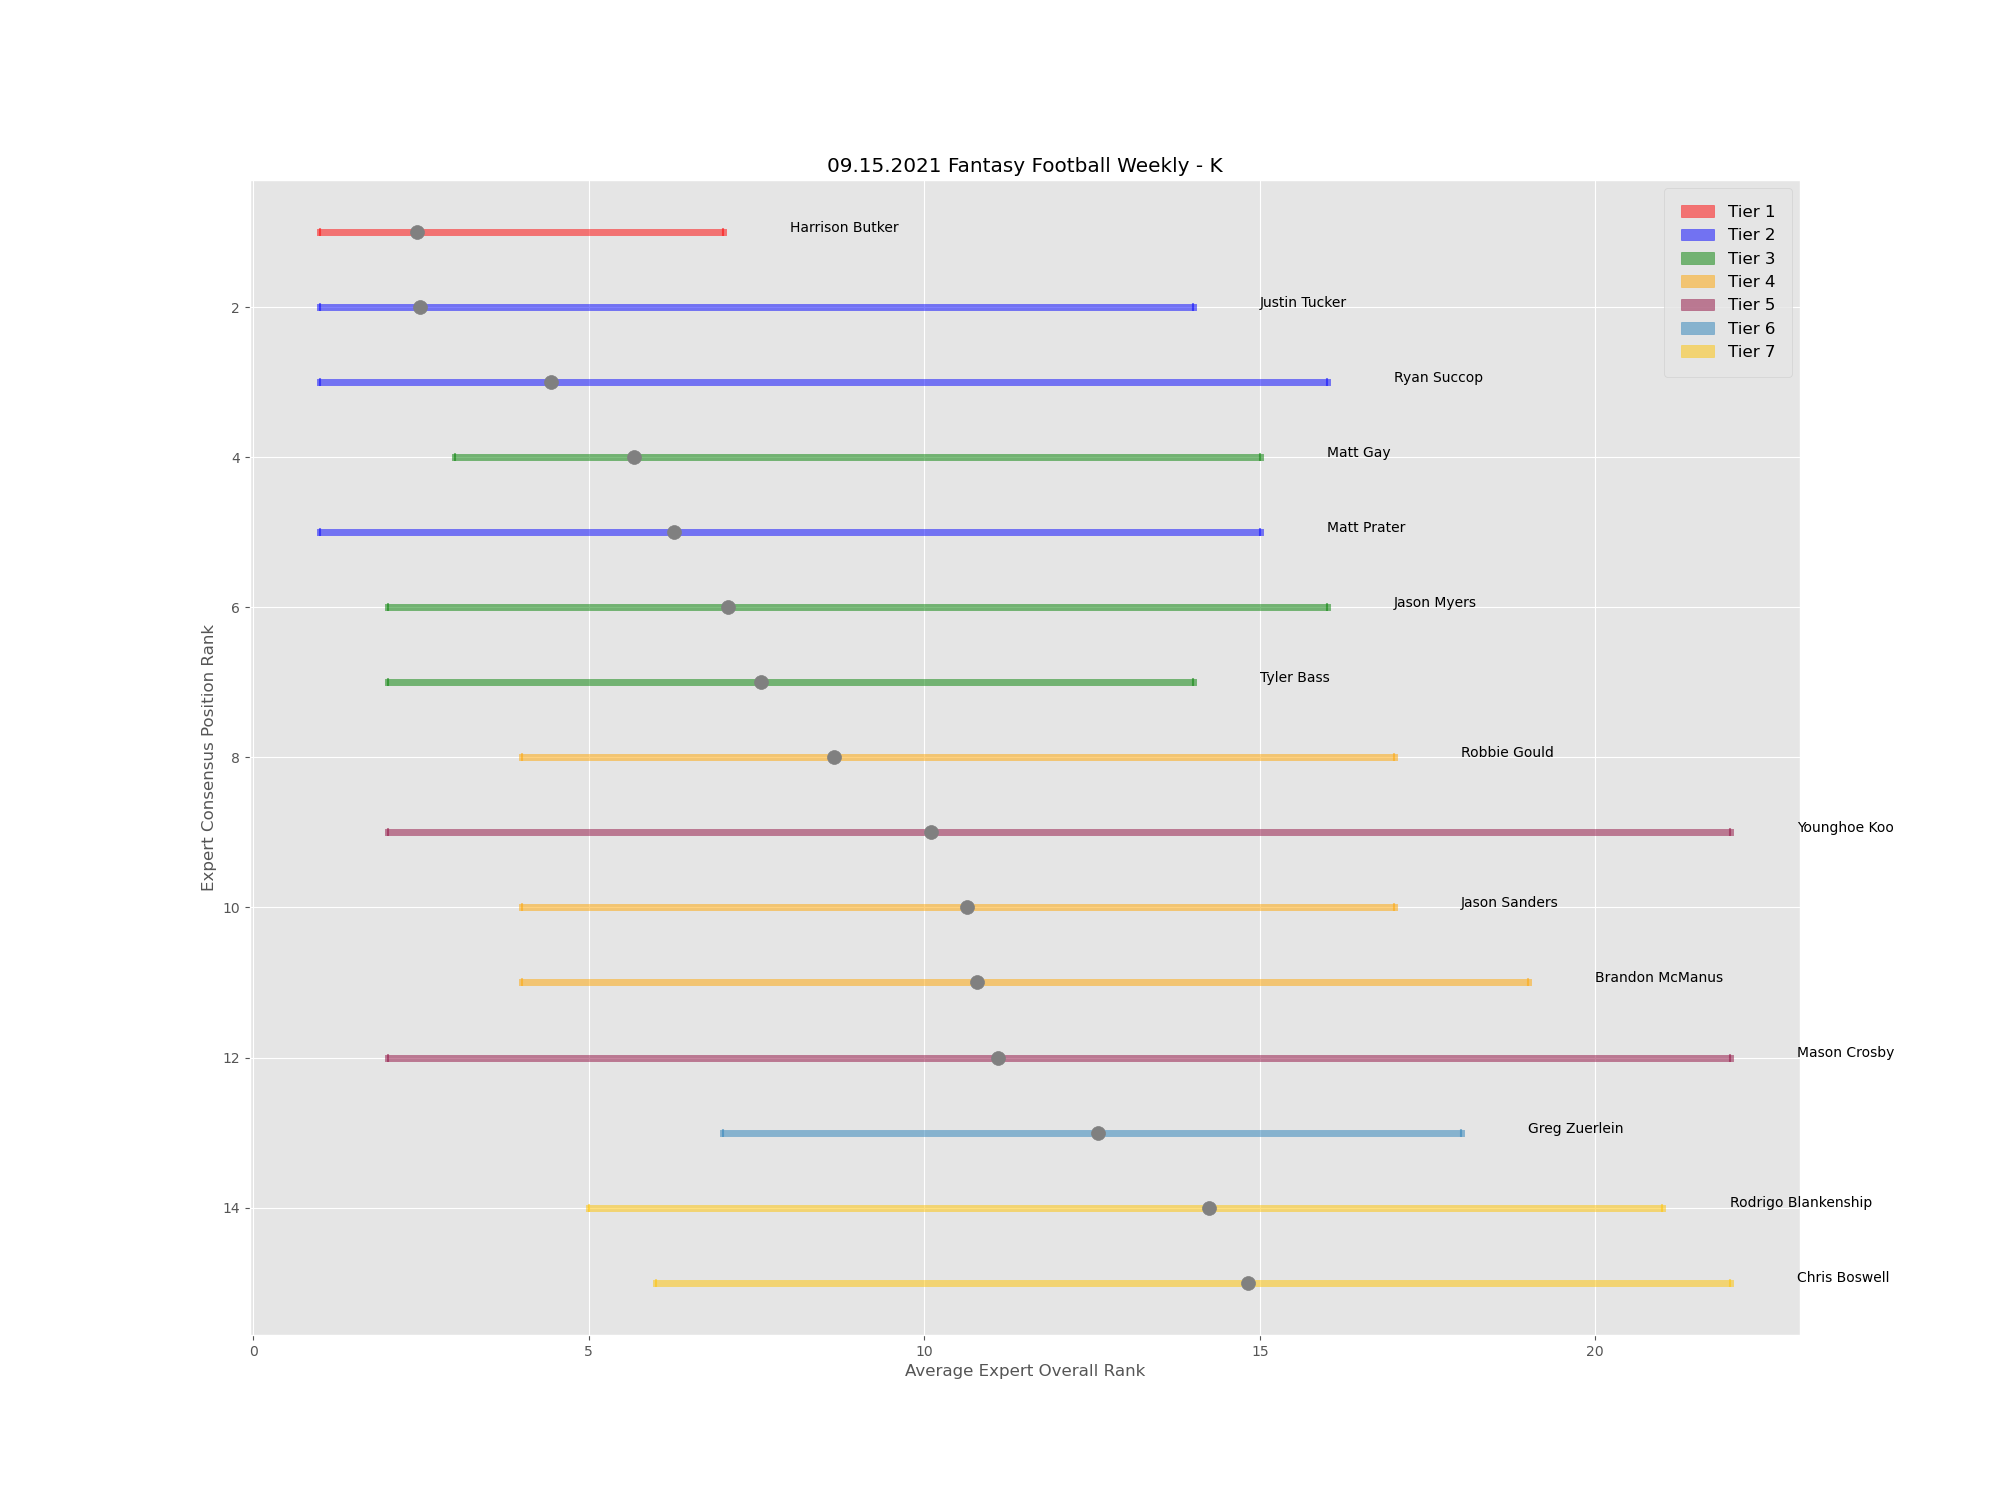 09.15.2021 Fantasy Football Weekly - K
Tier 1
Tier 2
Tier 3
Tier 4
Tier 5
Tier 6
Tier 7
Harrison Butker
Justin Tucker
Ryan Succop
Matt Gay
Matt Prater
Jason Myers
Tyler Bass
Robbie Gould
Younghoe Koo
Jason Sanders
Brandon McManus
Mason Crosby
Greg Zuerlein
Rodrigo Blankenship
Chris Boswell
2
4
6
8
10
12
14
Expert Consensus Position Rank
0 5 10 15 20
Average Expert Overall Rank